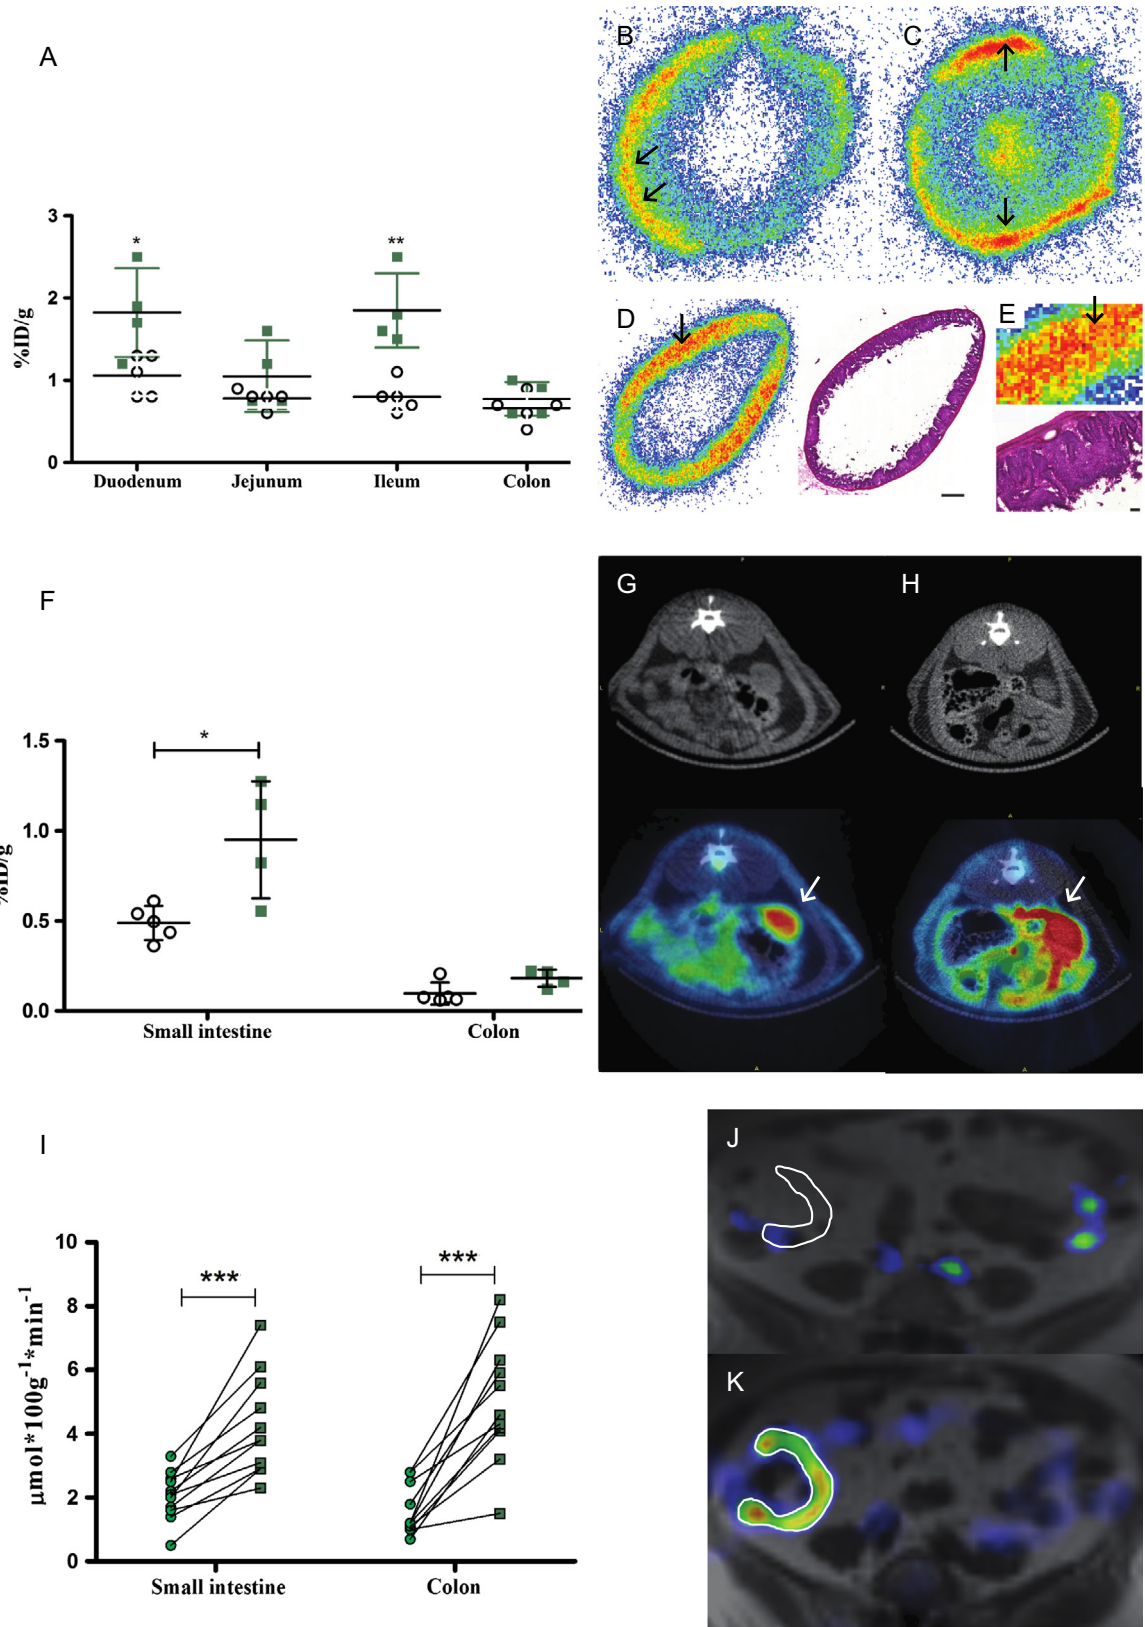 A
B
C
3
*
**
2
%ID/g
1
0
Duodenum
Jejunum
Ileum
Colon
D
E
F
G
H
1.5
*
1.0
%ID/g
0.5
0.0
Small intestine
Colon
I
J
10
***
***
8
6
µmol*100g⁻¹*min⁻¹
4
2
0
Small intestine
Colon
K